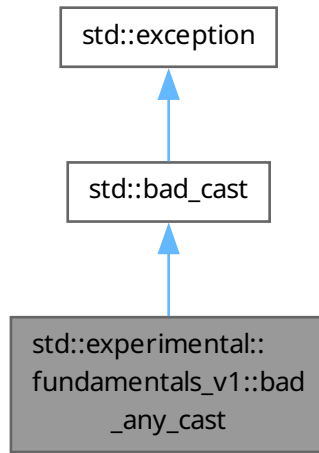 std::exception
std::bad_cast
std::experimental::
fundamentals_v1::bad
_any_cast